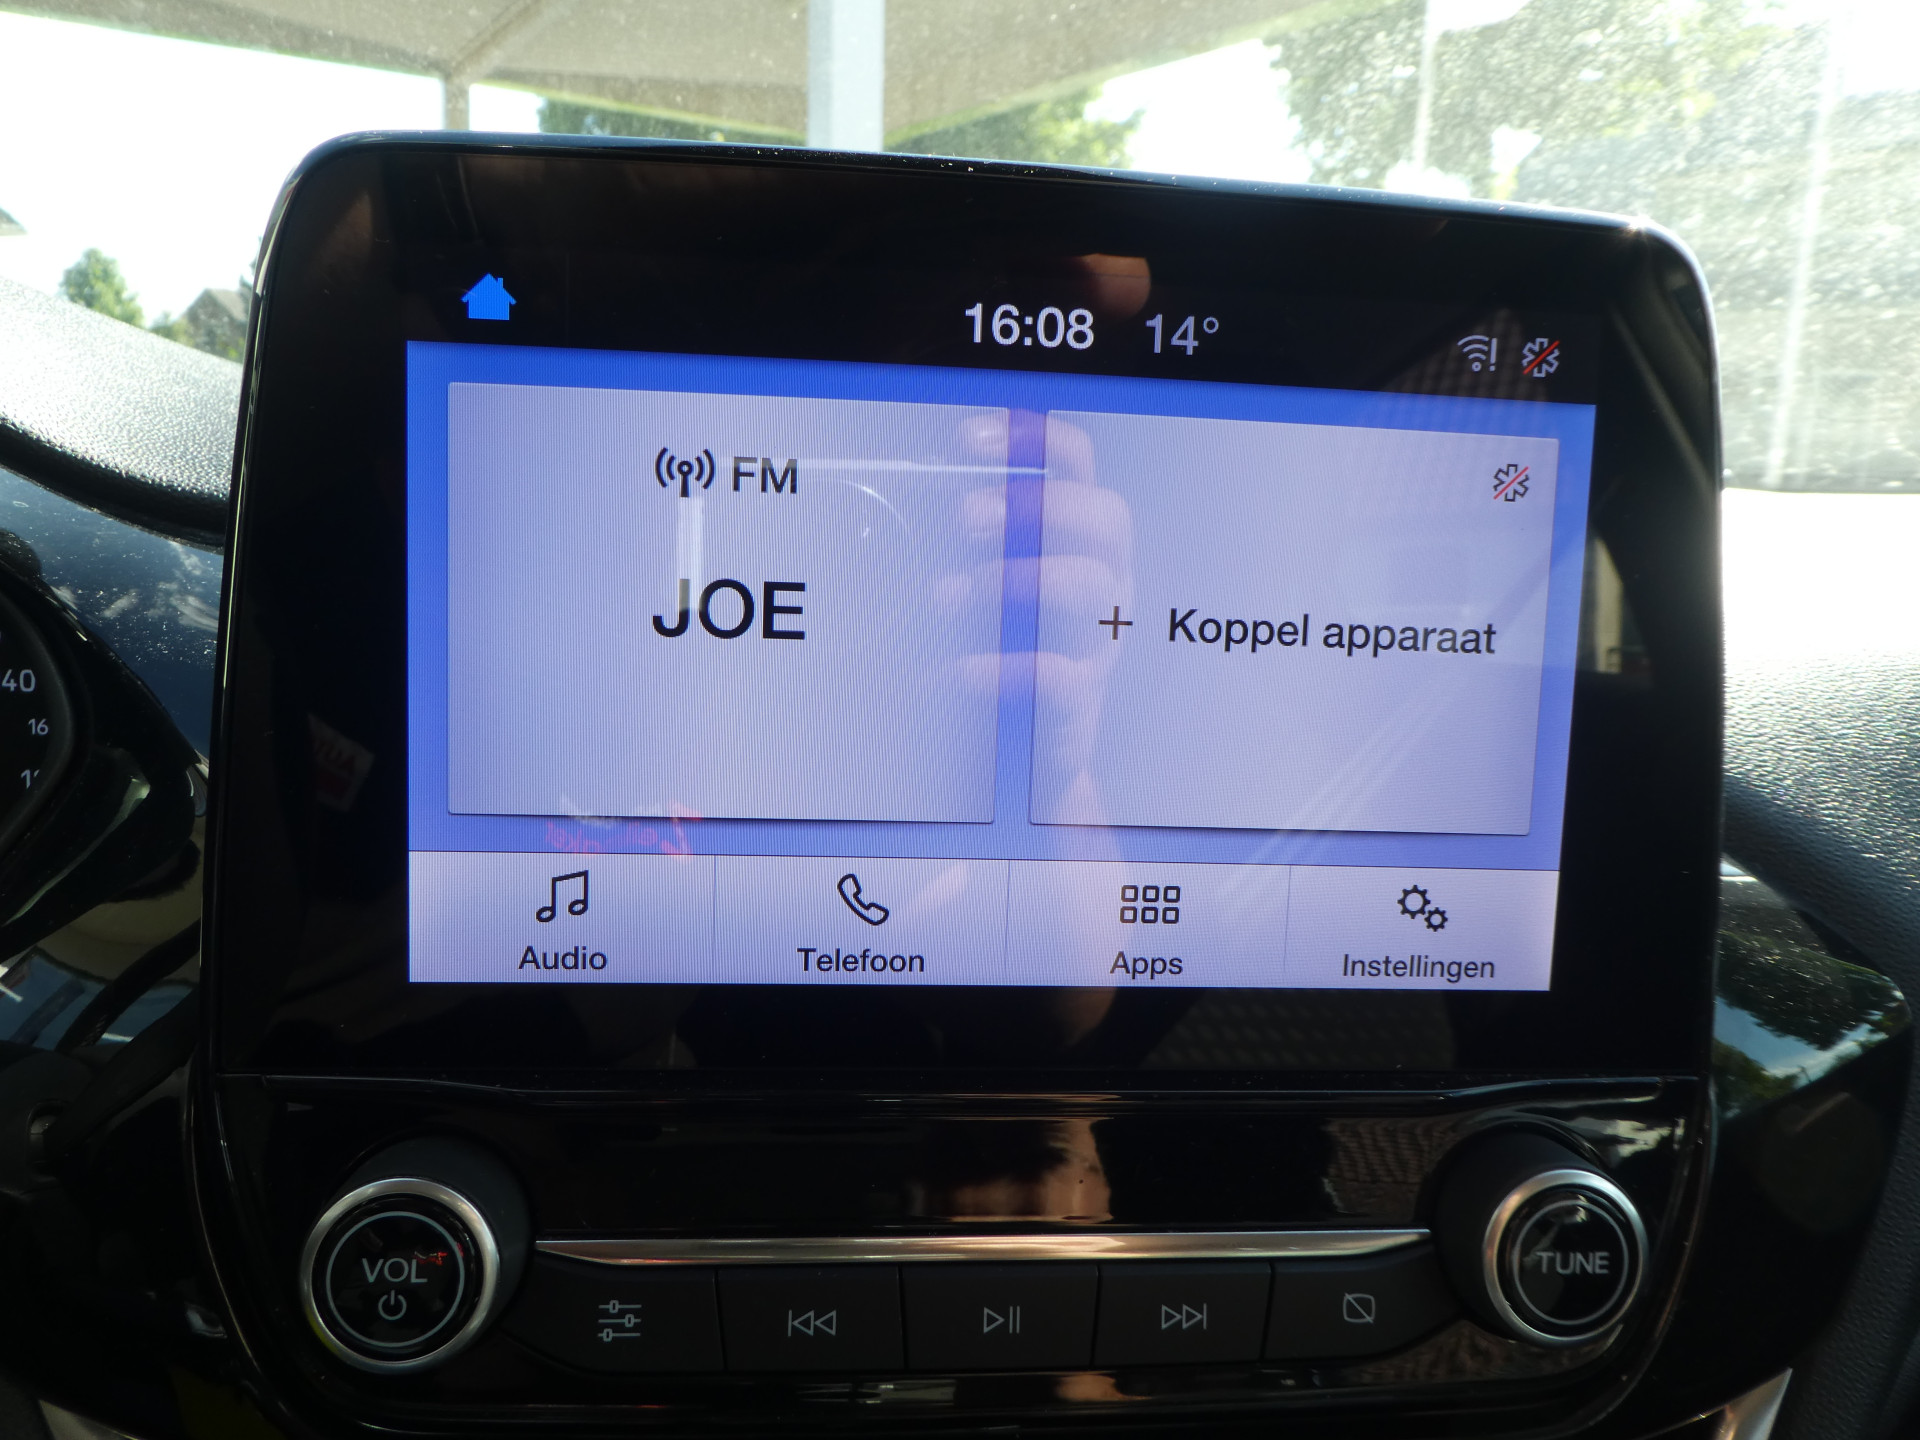 16:08 14°
FM
JOE
+ Koppel apparaat
Audio Telefoon Apps Instellingen
VOL
TUNE
40
16